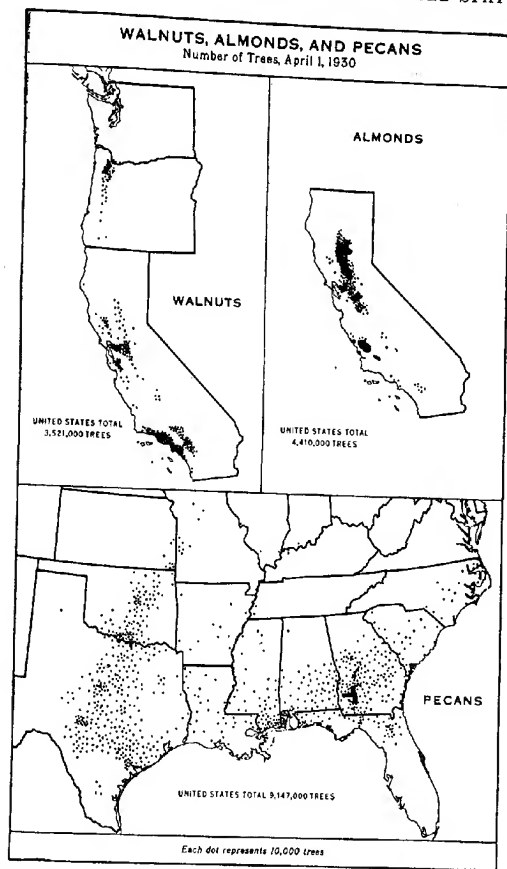 WALNUTS, ALMONDS, AND PECANS
Number of Trees, April 1, 1930
ALMONDS
WALNUTS
UNITED STATES TOTAL
3,521,000 TREES
UNITED STATES TOTAL
4,410,000 TREES
PECANS
UNITED STATES TOTAL 9,147,000 TREES
Each dot represents 10,000 trees